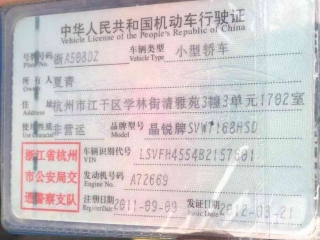 中华人民共和国机动车行驶证
Vehicle License of the People's Republic of China
号牌号码 浙A508DZ 车辆类型 小型轿车
Plate No. Vehicle Type
所有人 夏青
Owner
住址 杭州市江干区学林街清雅苑3幢3单元1702室
使用性质 非营运 品牌型号 晶锐牌SVW7168HSD
浙江省杭州
市公安局交
通警察支队
车辆识别代号 LSVFH4554B2157601
VIN
发动机号码 A72669
Engine No.
注册日期 2011-09-09 发证日期 2012-03-21
Register Date Issue Date